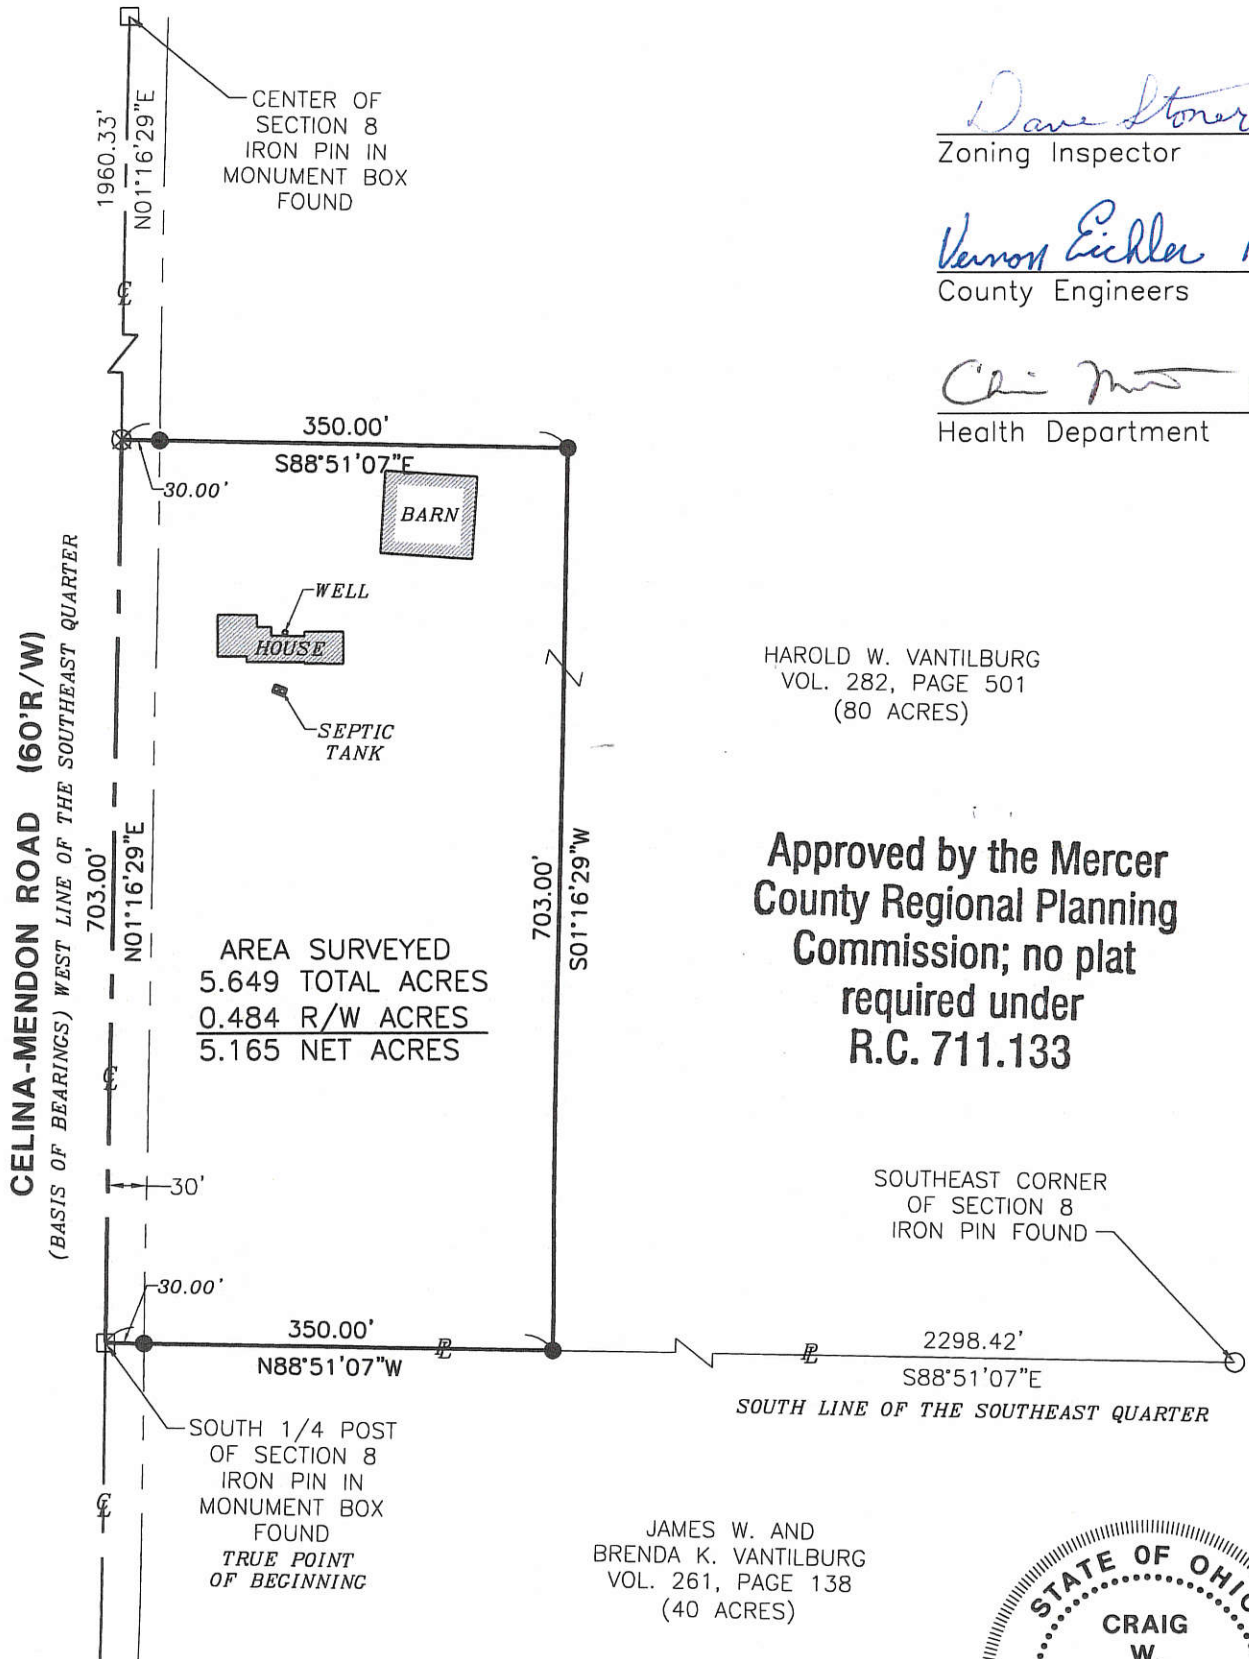 1960.33'
N01°16'29"E
CENTER OF
SECTION 8
IRON PIN IN
MONUMENT BOX
FOUND
Dave Stoner
Zoning Inspector
Vernon Eichler
County Engineers
Health Department
℄
350.00'
S88°51'07"E
30.00'
BARN
WELL
HOUSE
SEPTIC
TANK
CELINA-MENDON ROAD (60'R/W)
(BASIS OF BEARINGS) WEST LINE OF THE SOUTHEAST QUARTER
703.00'
N01°16'29"E
703.00'
S01°16'29"W
HAROLD W. VANTILBURG
VOL. 282, PAGE 501
(80 ACRES)
Approved by the Mercer
County Regional Planning
Commission; no plat
required under
R.C. 711.133
AREA SURVEYED
5.649 TOTAL ACRES
0.484 R/W ACRES
5.165 NET ACRES
℄
30'
SOUTHEAST CORNER
OF SECTION 8
IRON PIN FOUND
30.00'
350.00'
N88°51'07"W
PL
PL
2298.42'
S88°51'07"E
SOUTH LINE OF THE SOUTHEAST QUARTER
SOUTH 1/4 POST
OF SECTION 8
IRON PIN IN
MONUMENT BOX
FOUND
TRUE POINT
OF BEGINNING
℄
JAMES W. AND
BRENDA K. VANTILBURG
VOL. 261, PAGE 138
(40 ACRES)
STATE OF OHIO
CRAIG
W.